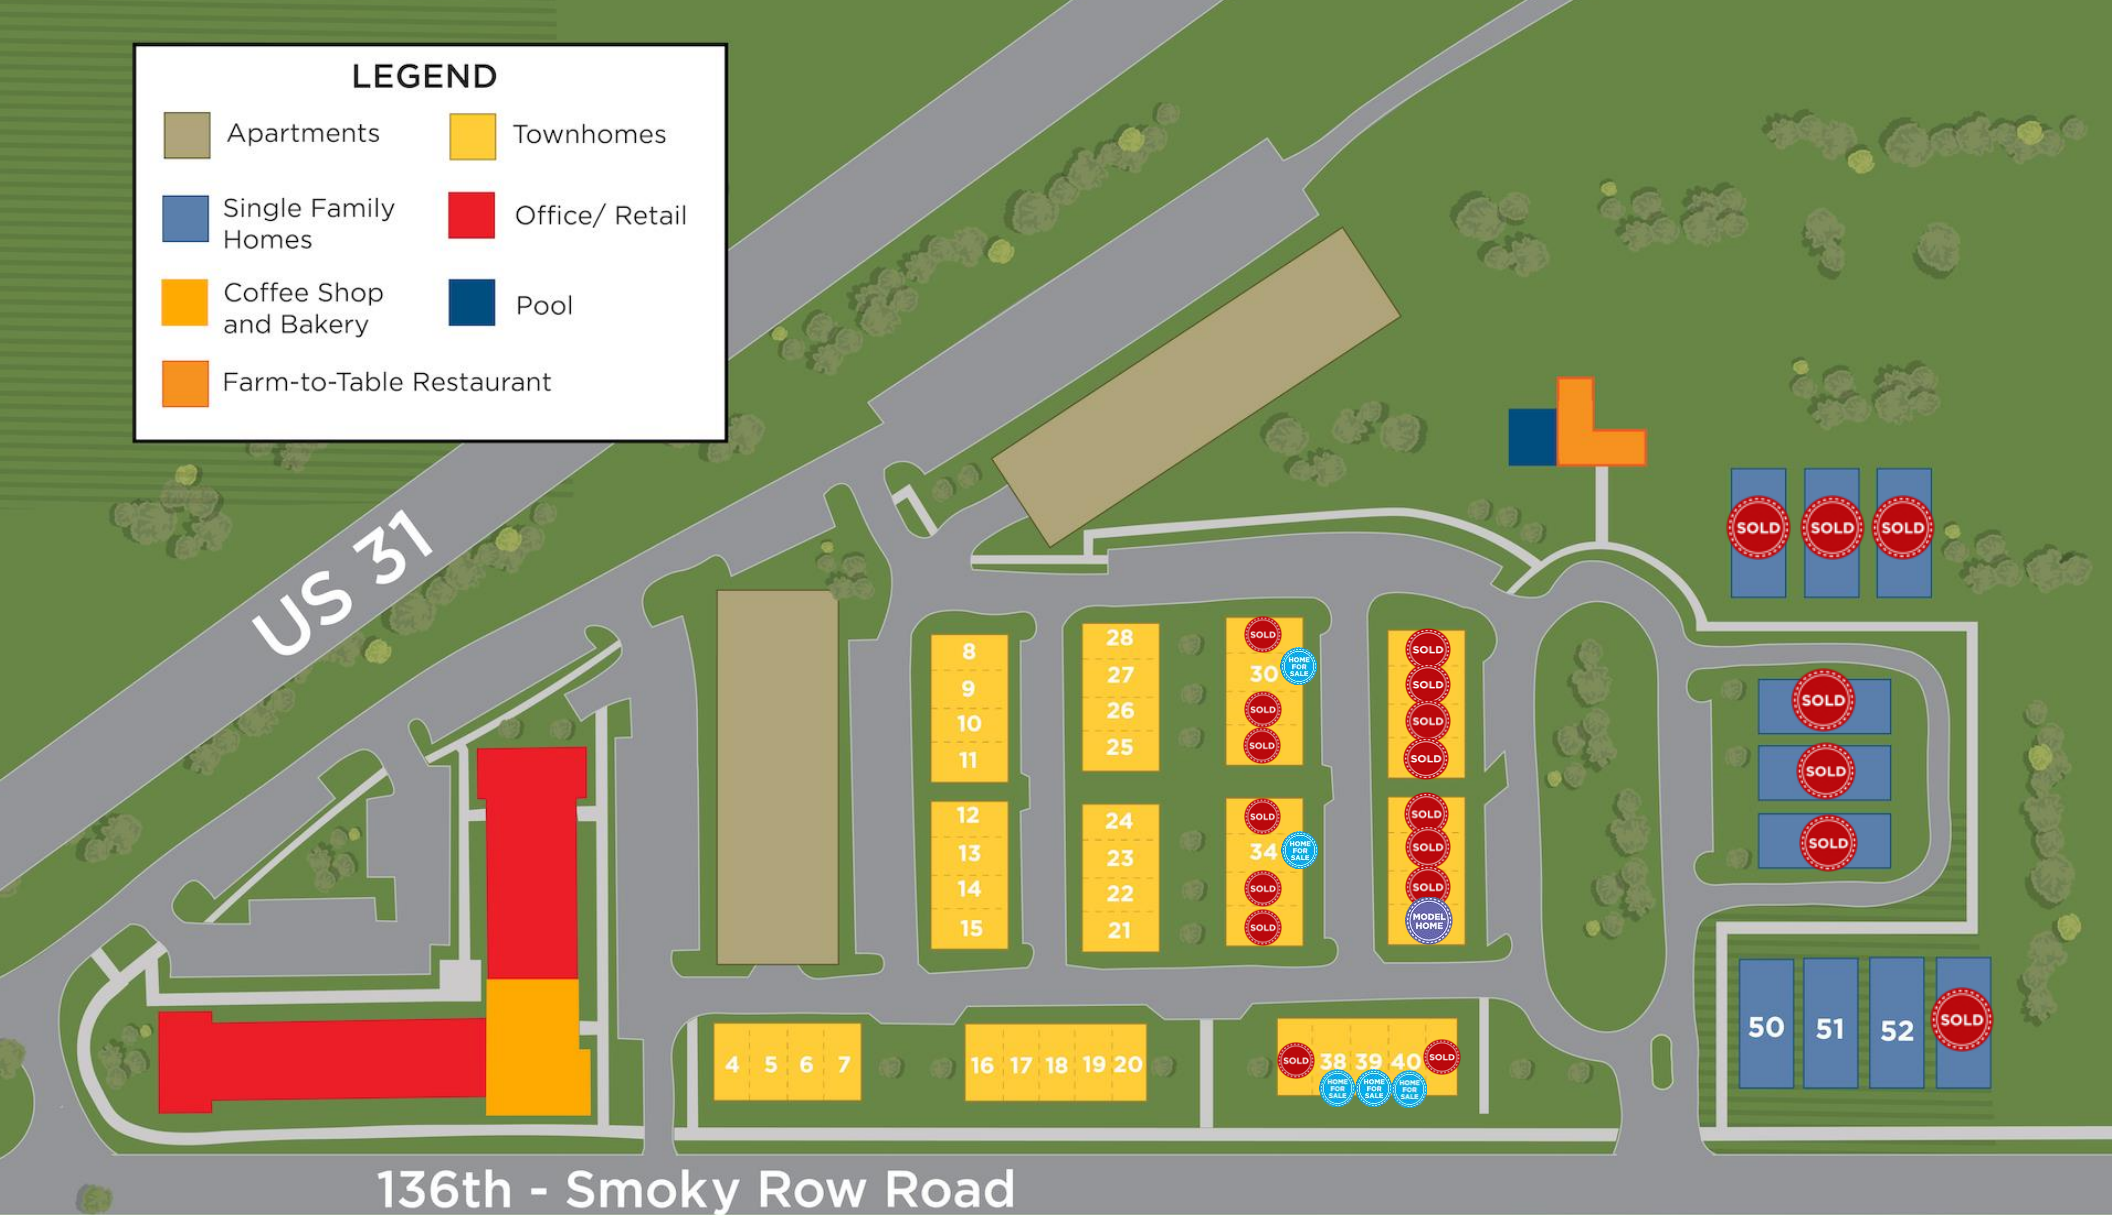 LEGEND
Apartments
Townhomes
Single Family
Homes
Office/ Retail
Coffee Shop
and Bakery
Pool
Farm-to-Table Restaurant
US 31
SOLD
SOLD
SOLD
8
9
10
11
28
27
26
25
SOLD
30
HOME
FOR
SALE
SOLD
SOLD
SOLD
SOLD
SOLD
SOLD
SOLD
SOLD
SOLD
12
13
14
15
24
23
22
21
SOLD
34
HOME
FOR
SALE
SOLD
SOLD
SOLD
SOLD
SOLD
MODEL
HOME
50
51
52
SOLD
4 5 6 7
16 17 18 19 20
SOLD
38 39 40
SOLD
HOME
FOR
SALE
HOME
FOR
SALE
HOME
FOR
SALE
136th - Smoky Row Road